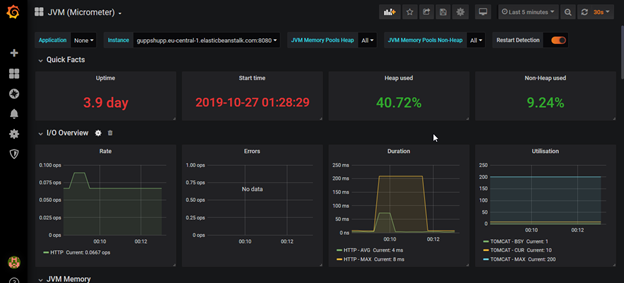 JVM (Micrometer)
Last 5 minutes
30s
Application None
Instance guppshupp.eu-central-1.elasticbeanstalk.com:8080
JVM Memory Pools Heap All
JVM Memory Pools Non-Heap All
Restart Detection
Quick Facts
Uptime
3.9 day
Start time
2019-10-27 01:28:29
Heap used
40.72%
Non-Heap used
9.24%
I/O Overview
Rate
0.100 ops
0.075 ops
0.050 ops
0.025 ops
0 ops
00:10 00:12
HTTP Current: 0.0667 ops
Errors
1.00 ops
0.75 ops
0.50 ops
0.25 ops
0 ops
No data
00:10 00:12
Duration
250 ms
200 ms
150 ms
100 ms
50 ms
0 ms
00:10 00:12
HTTP - AVG Current: 4 ms
HTTP - MAX Current: 8 ms
Utilisation
250
200
150
100
50
0
00:10 00:12
TOMCAT - BSY Current: 1
TOMCAT - CUR Current: 10
TOMCAT - MAX Current: 200
JVM Memory